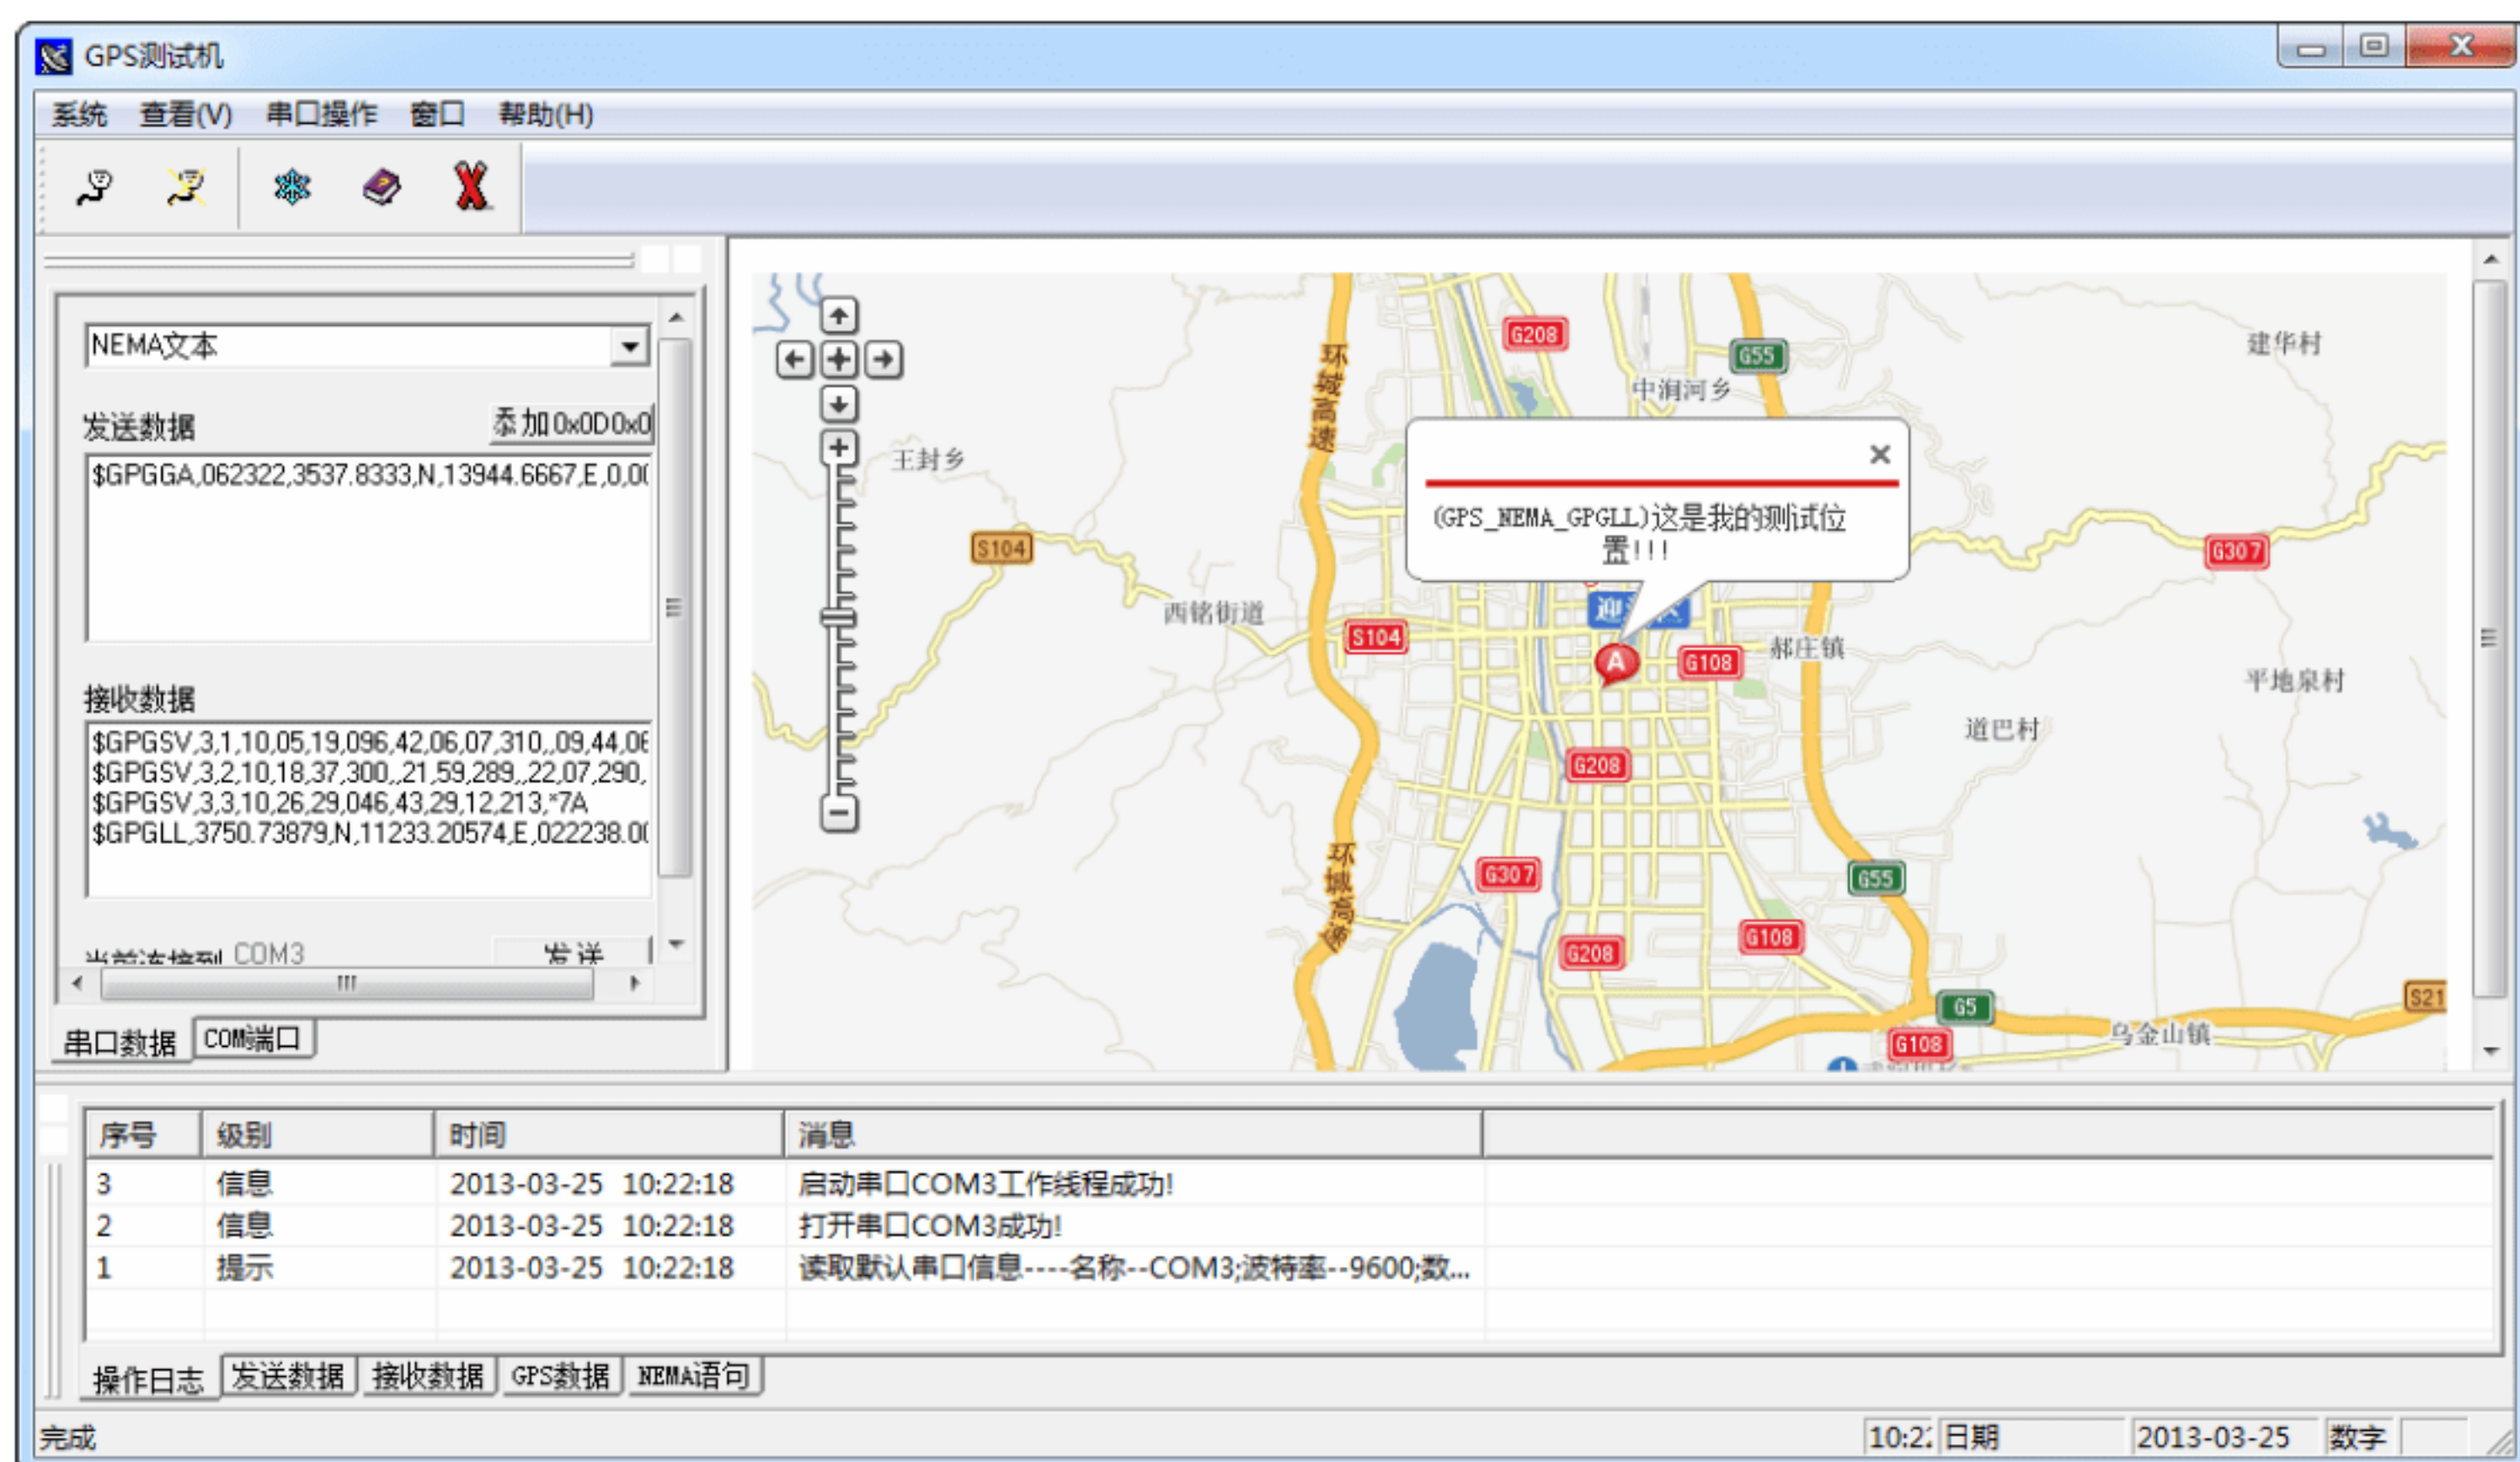 GPS测试机
系统 查看(V) 串口操作 窗口 帮助(H)
NEMA文本
发送数据 添加0x0D0x0
$GPGGA,062322,3537.8333,N,13944.6667,E,0,0(
接收数据
$GPGSV,3,1,10,05,19,096,42,06,07,310,,09,44,06
$GPGSV,3,2,10,18,37,300,,21,59,289,,22,07,290,
$GPGSV,3,3,10,26,29,046,43,29,12,213,*7A
$GPGLL,3750.73879,N,11233.20574,E,022238.0(
当前连接到 COM3 发送
串口数据 COM端口
G208
G55
建华村
环城高速
中涧河乡
王封乡
(GPS_NEMA_GPGLL)这是我的测试位
置!!!
S104
G307
西铭街道
迎
S104
A
G108
郝庄镇
平地泉村
道巴村
G208
环城高速
G307
G55
G208
G108
S21
G5
乌金山镇
G108
序号 级别 时间 消息
3 信息 2013-03-25 10:22:18 启动串口COM3工作线程成功!
2 信息 2013-03-25 10:22:18 打开串口COM3成功!
1 提示 2013-03-25 10:22:18 读取默认串口信息----名称--COM3;波特率--9600;数...
操作日志 发送数据 接收数据 GPS数据 NEMA语句
完成 10:2 日期 2013-03-25 数字